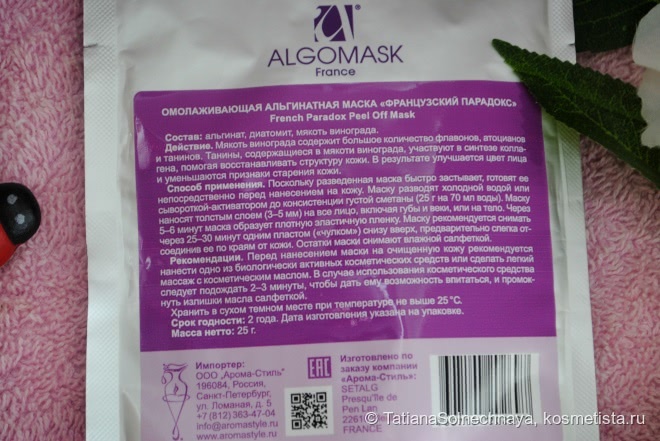 ALGOMASK
France
ОМОЛАЖИВАЮЩАЯ АЛЬГИНАТНАЯ МАСКА «ФРАНЦУЗСКИЙ ПАРАДОКС»
French Paradox Peel Off Mask
Состав: альгинат, диатомит, мякоть винограда.
Действие. Мякоть винограда содержит большое количество флавонов, атоцианов
и танинов. Танины, содержащиеся в мякоти винограда, участвуют в синтезе колла-
гена, помогая восстанавливать структуру кожи. В результате улучшается цвет лица
и уменьшаются признаки старения кожи.
Способ применения. Поскольку разведенная маска быстро застывает, готовят ее
непосредственно перед нанесением на кожу. Маску разводят холодной водой или
сывороткой-активатором до консистенции густой сметаны (25 г на 70 мл воды). Маску
наносят толстым слоем (3–5 мм) на все лицо, включая губы и веки, или на тело. Через
5–6 минут маска образует плотную эластичную пленку. Маску рекомендуется снимать
через 25–30 минут одним пластом («чулком») снизу вверх, предварительно слегка от-
соединив ее по краям от кожи. Остатки маски снимают влажной салфеткой.
Рекомендации. Перед нанесением маски на очищенную кожу рекомендуется
нанести одно из биологически активных косметических средств или сделать легкий
массаж с косметическим маслом. В случае использования косметического средства
следует подождать 2–3 минуты, чтобы дать ему возможность впитаться, и промок-
нуть излишки маслa салфеткой.
Хранить в сухом темном месте при температуре не выше 25 °С.
Срок годности: 2 года. Дата изготовления указана на упаковке.
Масса нетто: 25 г.
Импортер:
ООО „Арома-Стиль"
196084, Россия,
Санкт-Петербург,
ул. Ломаная, д. 5
+7 (812) 363-47-04
info@aromastyle.ru
www.aromastyle.ru
EAC
Изготовлено по
заказу компании
«Арома-Стиль»:
SETALG
Presqu'île de
Pen Lan
FRANCE
© TatianaSolnechnaya, kosmetista.ru